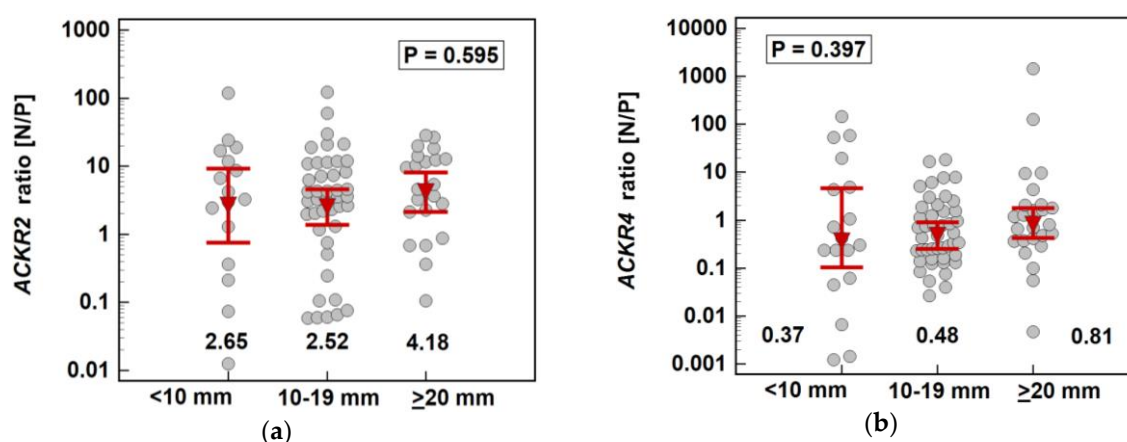 ACKR2 ratio [N/P]
1000
100
10
1
0.1
0.01
P = 0.595
2.65 2.52 4.18
<10 mm 10-19 mm ≥20 mm
(a)
ACKR4 ratio [N/P]
10000
1000
100
10
1
0.1
0.01
0.001
P = 0.397
0.37 0.48 0.81
<10 mm 10-19 mm ≥20 mm
(b)